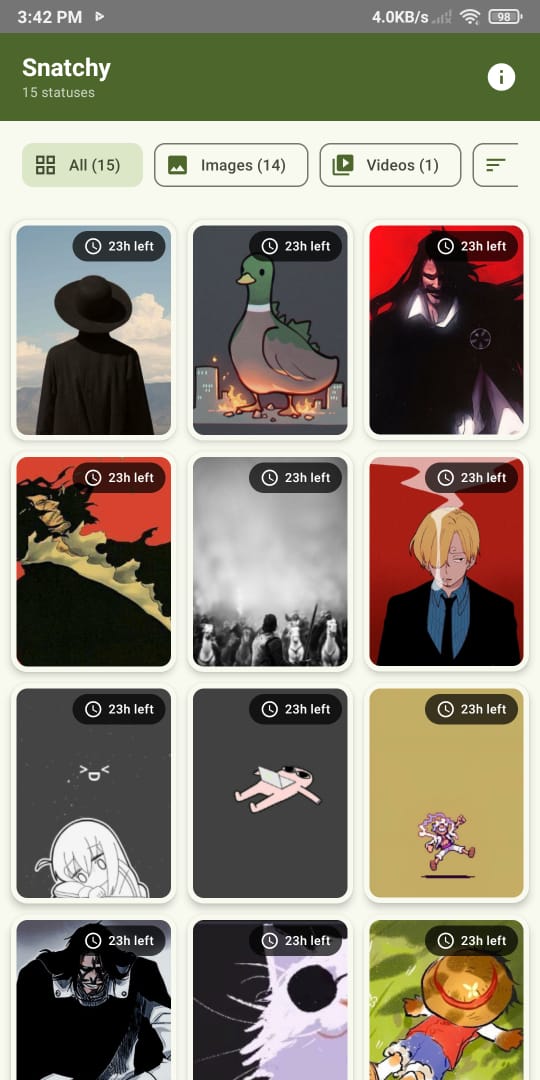 3:42 PM 4.0KB/s 98
Snatchy
15 statuses
All (15) Images (14) Videos (1)
23h left 23h left 23h left
23h left 23h left 23h left
23h left 23h left 23h left
23h left 23h left 23h left